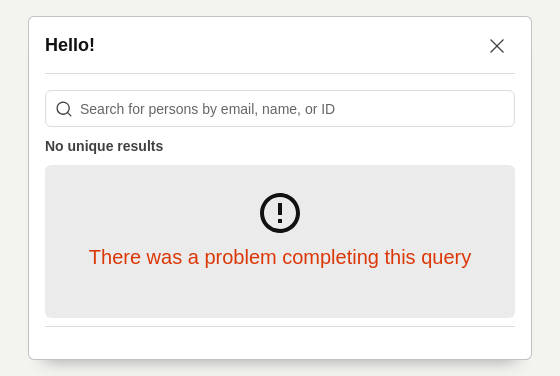 Hello!
Search for persons by email, name, or ID
No unique results
There was a problem completing this query